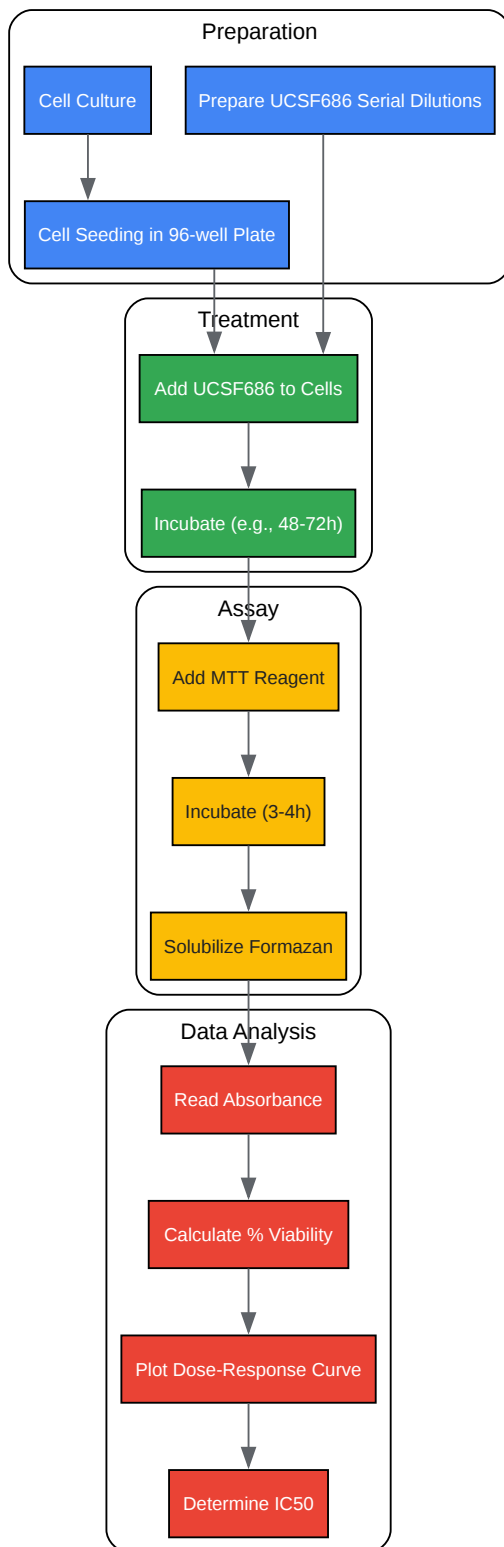 Preparation
Cell Culture
Prepare UCSF686 Serial Dilutions
Cell Seeding in 96-well Plate
Treatment
Add UCSF686 to Cells
Incubate (e.g., 48-72h)
Assay
Add MTT Reagent
Incubate (3-4h)
Solubilize Formazan
Data Analysis
Read Absorbance
Calculate % Viability
Plot Dose-Response Curve
Determine IC50